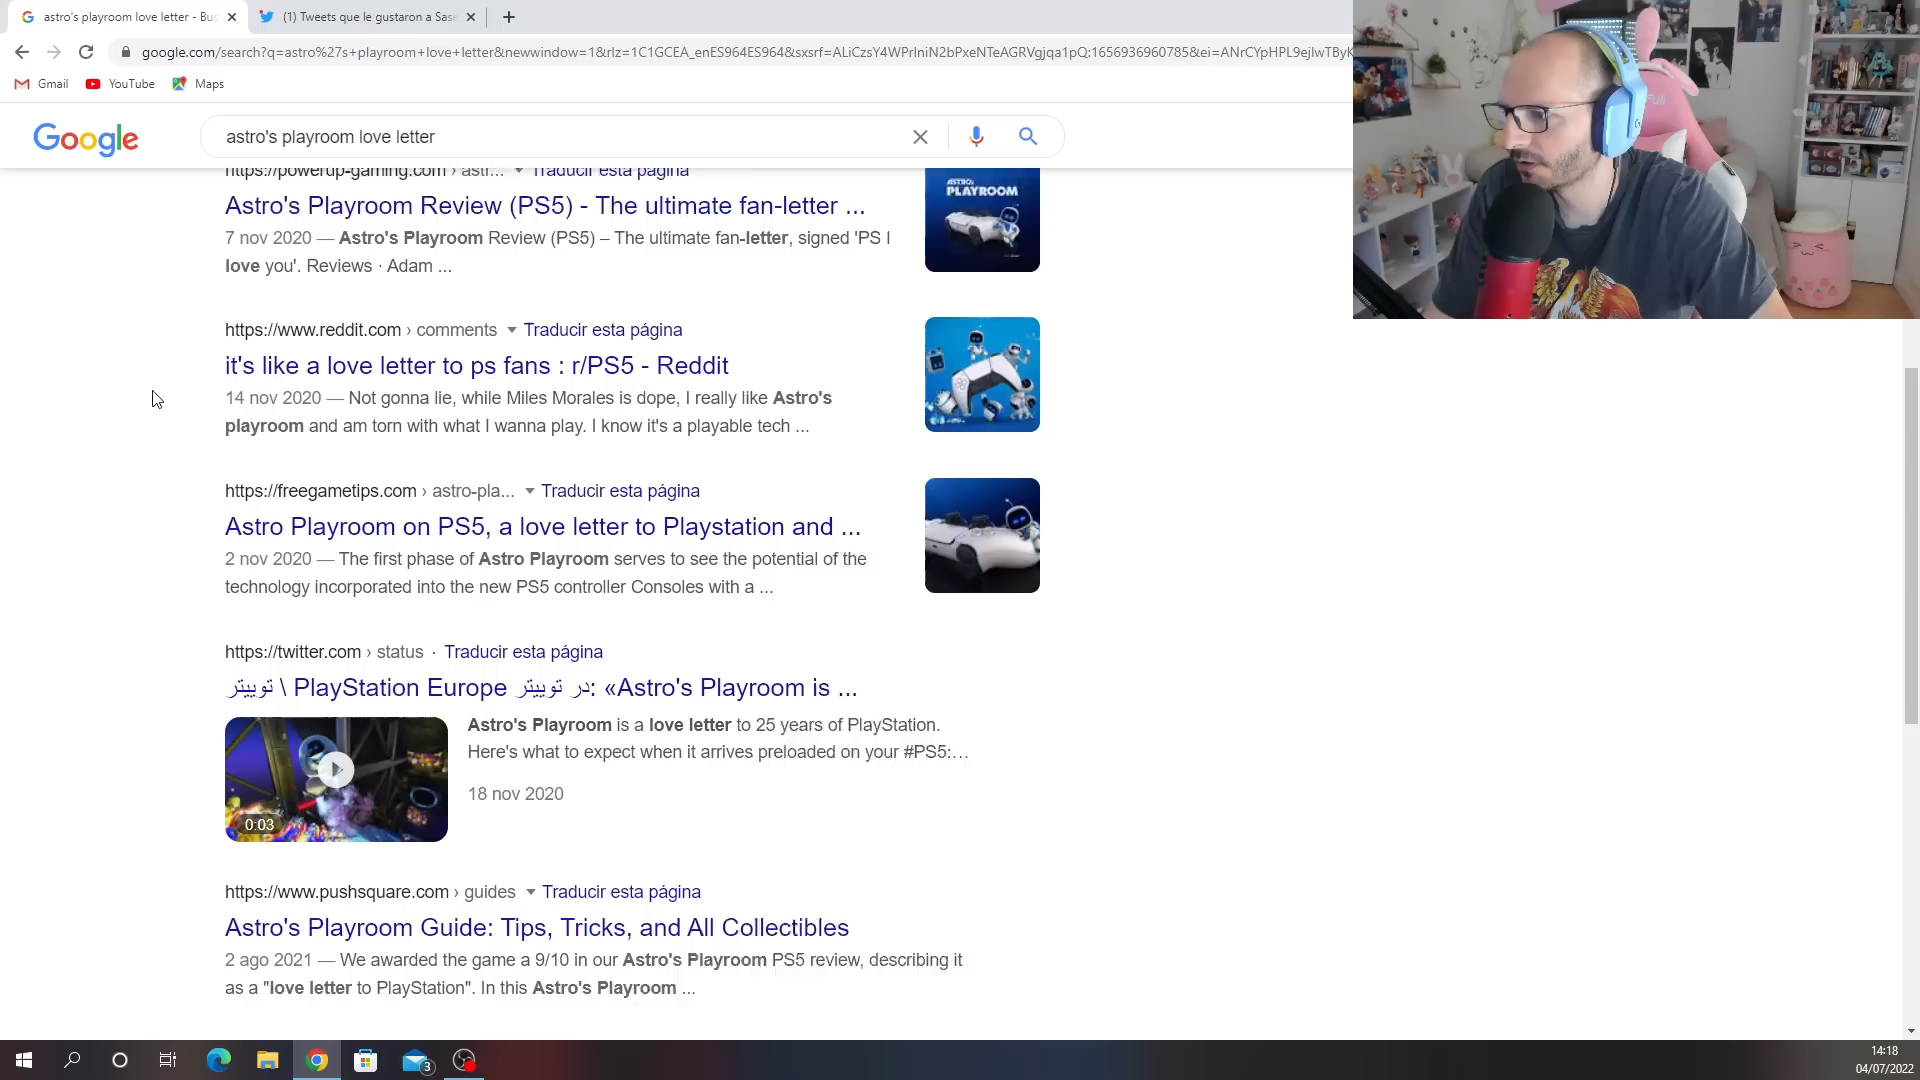 astro's playroom love letter - Bus
(1) Tweets que le gustaron a Sase
google.com/search?q=astro%27s+playroom+love+letter&newwindow=1&rlz=1C1GCEA_enES964ES964&sxsrf=ALiCzsY4WPrlniN2bPxeNTeAGRVgjqa1pQ:1656936960785&ei=ANrCYpHPL9ejlwTByK
Gmail YouTube Maps
Google astro's playroom love letter
https://powerup-gaming.com › astr... Traducir esta página
Astro's Playroom Review (PS5) - The ultimate fan-letter ...
7 nov 2020 — Astro's Playroom Review (PS5) – The ultimate fan-letter, signed 'PS I
love you'. Reviews · Adam ...
ASTRO's
PLAYROOM
https://www.reddit.com › comments Traducir esta página
it's like a love letter to ps fans : r/PS5 - Reddit
14 nov 2020 — Not gonna lie, while Miles Morales is dope, I really like Astro's
playroom and am torn with what I wanna play. I know it's a playable tech ...
https://freegametips.com › astro-pla... Traducir esta página
Astro Playroom on PS5, a love letter to Playstation and ...
2 nov 2020 — The first phase of Astro Playroom serves to see the potential of the
technology incorporated into the new PS5 controller Consoles with a ...
https://twitter.com › status · Traducir esta página
توییتر \ PlayStation Europe در توییتر: «Astro's Playroom is ...
Astro's Playroom is a love letter to 25 years of PlayStation.
Here's what to expect when it arrives preloaded on your #PS5:…
18 nov 2020
0:03
https://www.pushsquare.com › guides Traducir esta página
Astro's Playroom Guide: Tips, Tricks, and All Collectibles
2 ago 2021 — We awarded the game a 9/10 in our Astro's Playroom PS5 review, describing it
as a "love letter to PlayStation". In this Astro's Playroom ...
3
14:18
04/07/2022